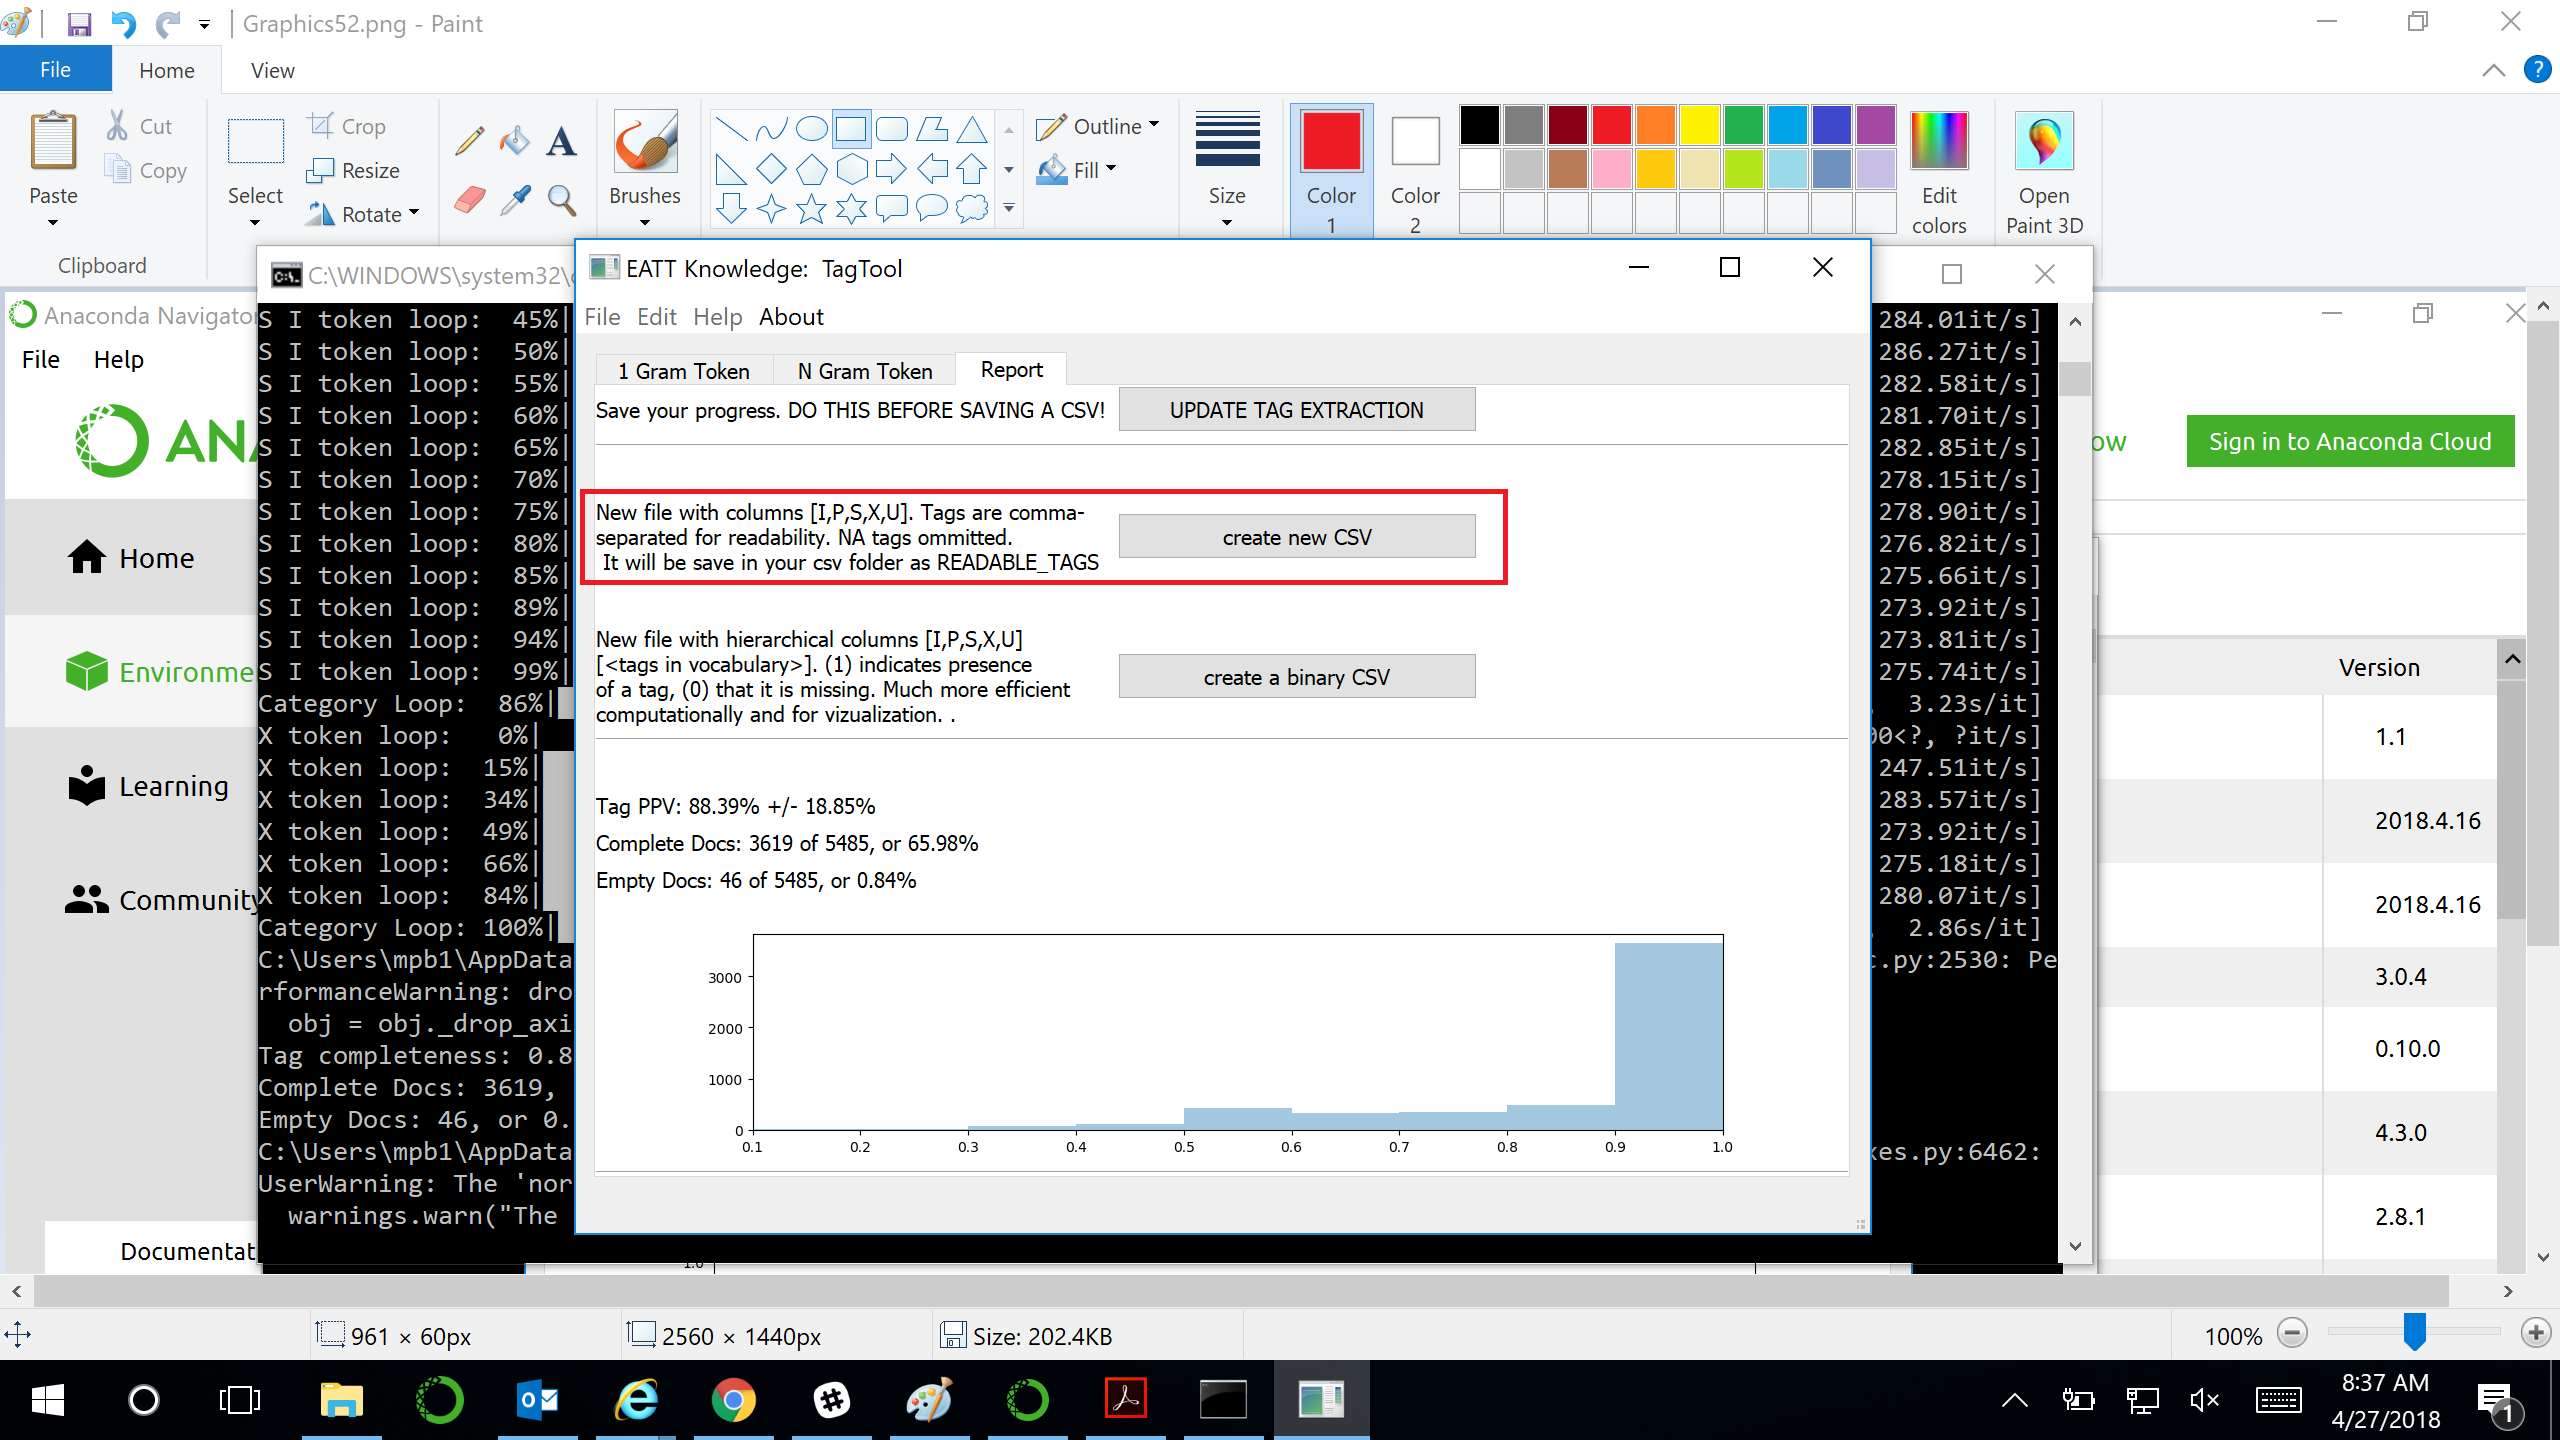 Graphics52.png - Paint
File Home View
Paste
Cut
Copy
Clipboard
Select
Crop
Resize
Rotate
A
Brushes
Outline
Fill
Size
Color 1
Color 2
Edit colors
Open Paint 3D
Anaconda Navigator
File Help
ANA
Home
Environme
Learning
Community
Documentat
C:\WINDOWS\system32\
S I token loop: 45%|
S I token loop: 50%|
S I token loop: 55%|
S I token loop: 60%|
S I token loop: 65%|
S I token loop: 70%|
S I token loop: 75%|
S I token loop: 80%|
S I token loop: 85%|
S I token loop: 89%|
S I token loop: 94%|
S I token loop: 99%|
Category Loop: 86%|
X token loop: 0%|
X token loop: 15%|
X token loop: 34%|
X token loop: 49%|
X token loop: 66%|
X token loop: 84%|
Category Loop: 100%|
C:\Users\mpb1\AppData
rformanceWarning: dro
obj = obj._drop_axi
Tag completeness: 0.8
Complete Docs: 3619,
Empty Docs: 46, or 0.
C:\Users\mpb1\AppData
UserWarning: The 'nor
warnings.warn("The
EATT Knowledge: TagTool
File Edit Help About
1 Gram Token N Gram Token Report
Save your progress. DO THIS BEFORE SAVING A CSV!
UPDATE TAG EXTRACTION
New file with columns [I,P,S,X,U]. Tags are comma-
separated for readability. NA tags ommitted.
It will be save in your csv folder as READABLE_TAGS
create new CSV
New file with hierarchical columns [I,P,S,X,U]
[<tags in vocabulary>]. (1) indicates presence
of a tag, (0) that it is missing. Much more efficient
computationally and for vizualization. .
create a binary CSV
Tag PPV: 88.39% +/- 18.85%
Complete Docs: 3619 of 5485, or 65.98%
Empty Docs: 46 of 5485, or 0.84%
3000
2000
1000
0
0.1 0.2 0.3 0.4 0.5 0.6 0.7 0.8 0.9 1.0
284.01it/s]
286.27it/s]
282.58it/s]
281.70it/s]
282.85it/s]
278.15it/s]
278.90it/s]
276.82it/s]
275.66it/s]
273.92it/s]
273.81it/s]
275.74it/s]
3.23s/it]
00<?, ?it/s]
247.51it/s]
283.57it/s]
273.92it/s]
275.18it/s]
280.07it/s]
2.86s/it]
c.py:2530: Pe
xes.py:6462:
ow
Sign in to Anaconda Cloud
Version
1.1
2018.4.16
2018.4.16
3.0.4
0.10.0
4.3.0
2.8.1
1.0
961 × 60px
2560 × 1440px
Size: 202.4KB
100%
8:37 AM
4/27/2018
1